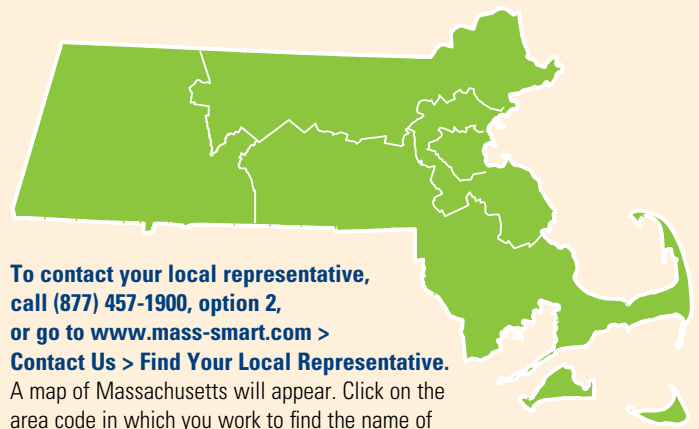 To contact your local representative,
call (877) 457-1900, option 2,
or go to www.mass-smart.com >
Contact Us > Find Your Local Representative.
A map of Massachusetts will appear. Click on the
area code in which you work to find the name of